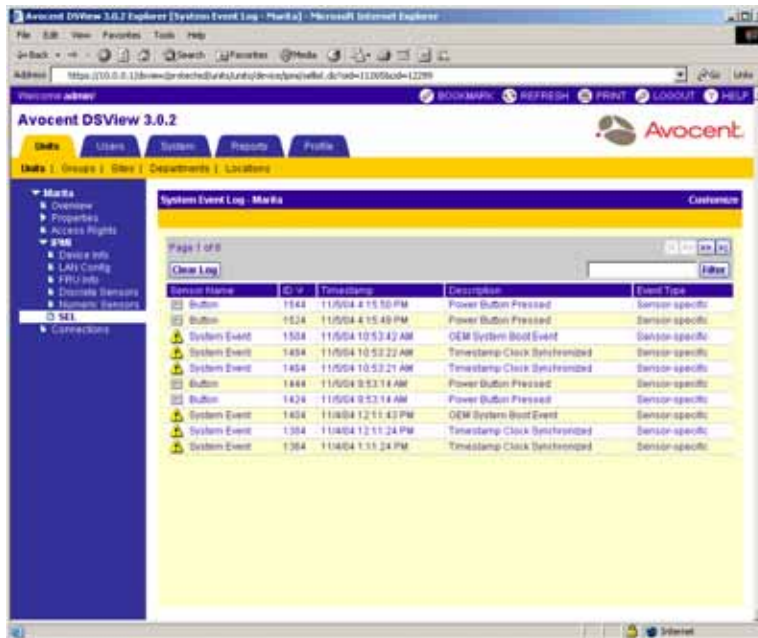 Avocent DSView 3.0.2 Explorer [System Event Log - Marita] - Microsoft Internet Explorer
File Edit View Favorites Tools Help
Back Search Favorites Media
Address Links
Welcome admin! BOOKMARK REFRESH PRINT LOGOUT HELP
Avocent DSView 3.0.2
Avocent.
Units Users System Reports Profile
Units | Groups | Sites | Departments | Locations
Marita
Overview
Properties
Access Rights
IPMI
Device Info
LAN Config
FRU Info
Discrete Sensors
Numeric Sensors
SEL
Connections
System Event Log - Marita Customize
Page 1 of
Clear Log Filter
Sensor Name ID Timestamp Description Event Type
Button 1544 11/5/04 4:15:50 PM Power Button Pressed Sensor-specific
Button 1524 11/5/04 4:15:49 PM Power Button Pressed Sensor-specific
System Event 1504 11/5/04 10:53:42 AM OEM System Boot Event Sensor-specific
System Event 1484 11/5/04 10:53:22 AM Timestamp Clock Synchronized Sensor-specific
System Event 1464 11/5/04 10:53:21 AM Timestamp Clock Synchronized Sensor-specific
Button 1444 11/5/04 9:53:14 AM Power Button Pressed Sensor-specific
Button 1424 11/5/04 9:53:14 AM Power Button Pressed Sensor-specific
System Event 1404 11/4/04 12:11:43 PM OEM System Boot Event Sensor-specific
System Event 1384 11/4/04 12:11:24 PM Timestamp Clock Synchronized Sensor-specific
System Event 1364 11/4/04 1:11:24 PM Timestamp Clock Synchronized Sensor-specific
Internet